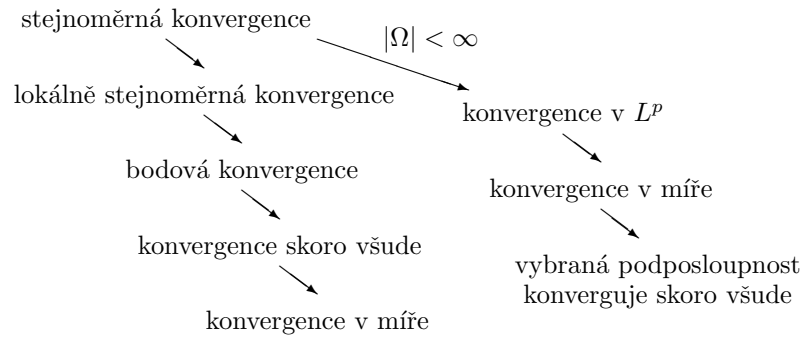 stejnoměrná konvergence
|Ω| < ∞
lokálně stejnoměrná konvergence
konvergence v Lᵖ
bodová konvergence
konvergence v míře
konvergence skoro všude
vybraná podposloupnost
konverguje skoro všude
konvergence v míře